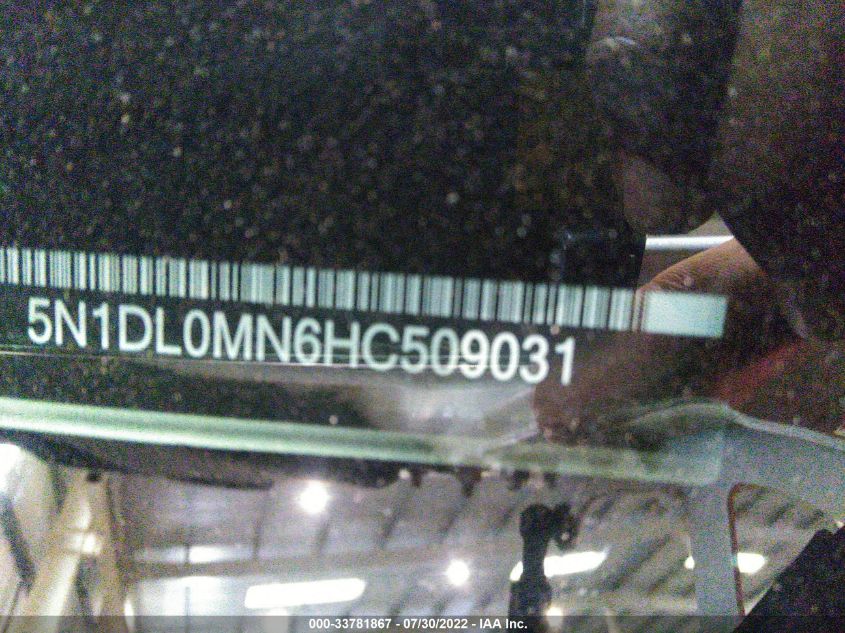 5N1DL0MN6HC509031
000-33781867 - 07/30/2022 - IAA Inc.